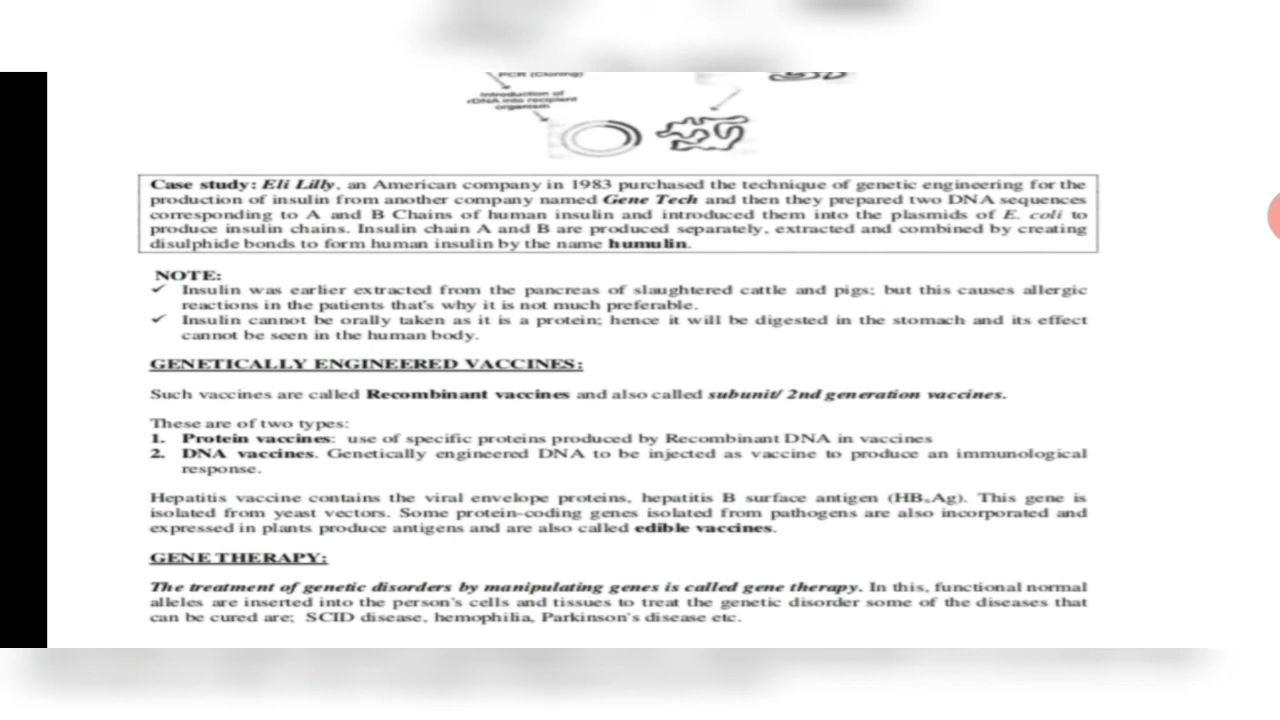 PCR (Cloning)
Introduction of
rDNA into recipient
organism
Case study: Eli Lilly, an American company in 1983 purchased the technique of genetic engineering for the
production of insulin from another company named Gene Tech and then they prepared two DNA sequences
corresponding to A and B Chains of human insulin and introduced them into the plasmids of E. coli to
produce insulin chains. Insulin chain A and B are produced separately, extracted and combined by creating
disulphide bonds to form human insulin by the name humulin.
NOTE:
✓ Insulin was earlier extracted from the pancreas of slaughtered cattle and pigs; but this causes allergic
reactions in the patients that's why it is not much preferable.
✓ Insulin cannot be orally taken as it is a protein; hence it will be digested in the stomach and its effect
cannot be seen in the human body.
GENETICALLY ENGINEERED VACCINES:
Such vaccines are called Recombinant vaccines and also called subunit/ 2nd generation vaccines.
These are of two types:
1. Protein vaccines: use of specific proteins produced by Recombinant DNA in vaccines
2. DNA vaccines. Genetically engineered DNA to be injected as vaccine to produce an immunological
response.
Hepatitis vaccine contains the viral envelope proteins, hepatitis B surface antigen (HBsAg). This gene is
isolated from yeast vectors. Some protein-coding genes isolated from pathogens are also incorporated and
expressed in plants produce antigens and are also called edible vaccines.
GENE THERAPY:
The treatment of genetic disorders by manipulating genes is called gene therapy. In this, functional normal
alleles are inserted into the person's cells and tissues to treat the genetic disorder some of the diseases that
can be cured are; SCID disease, hemophilia, Parkinson's disease etc.